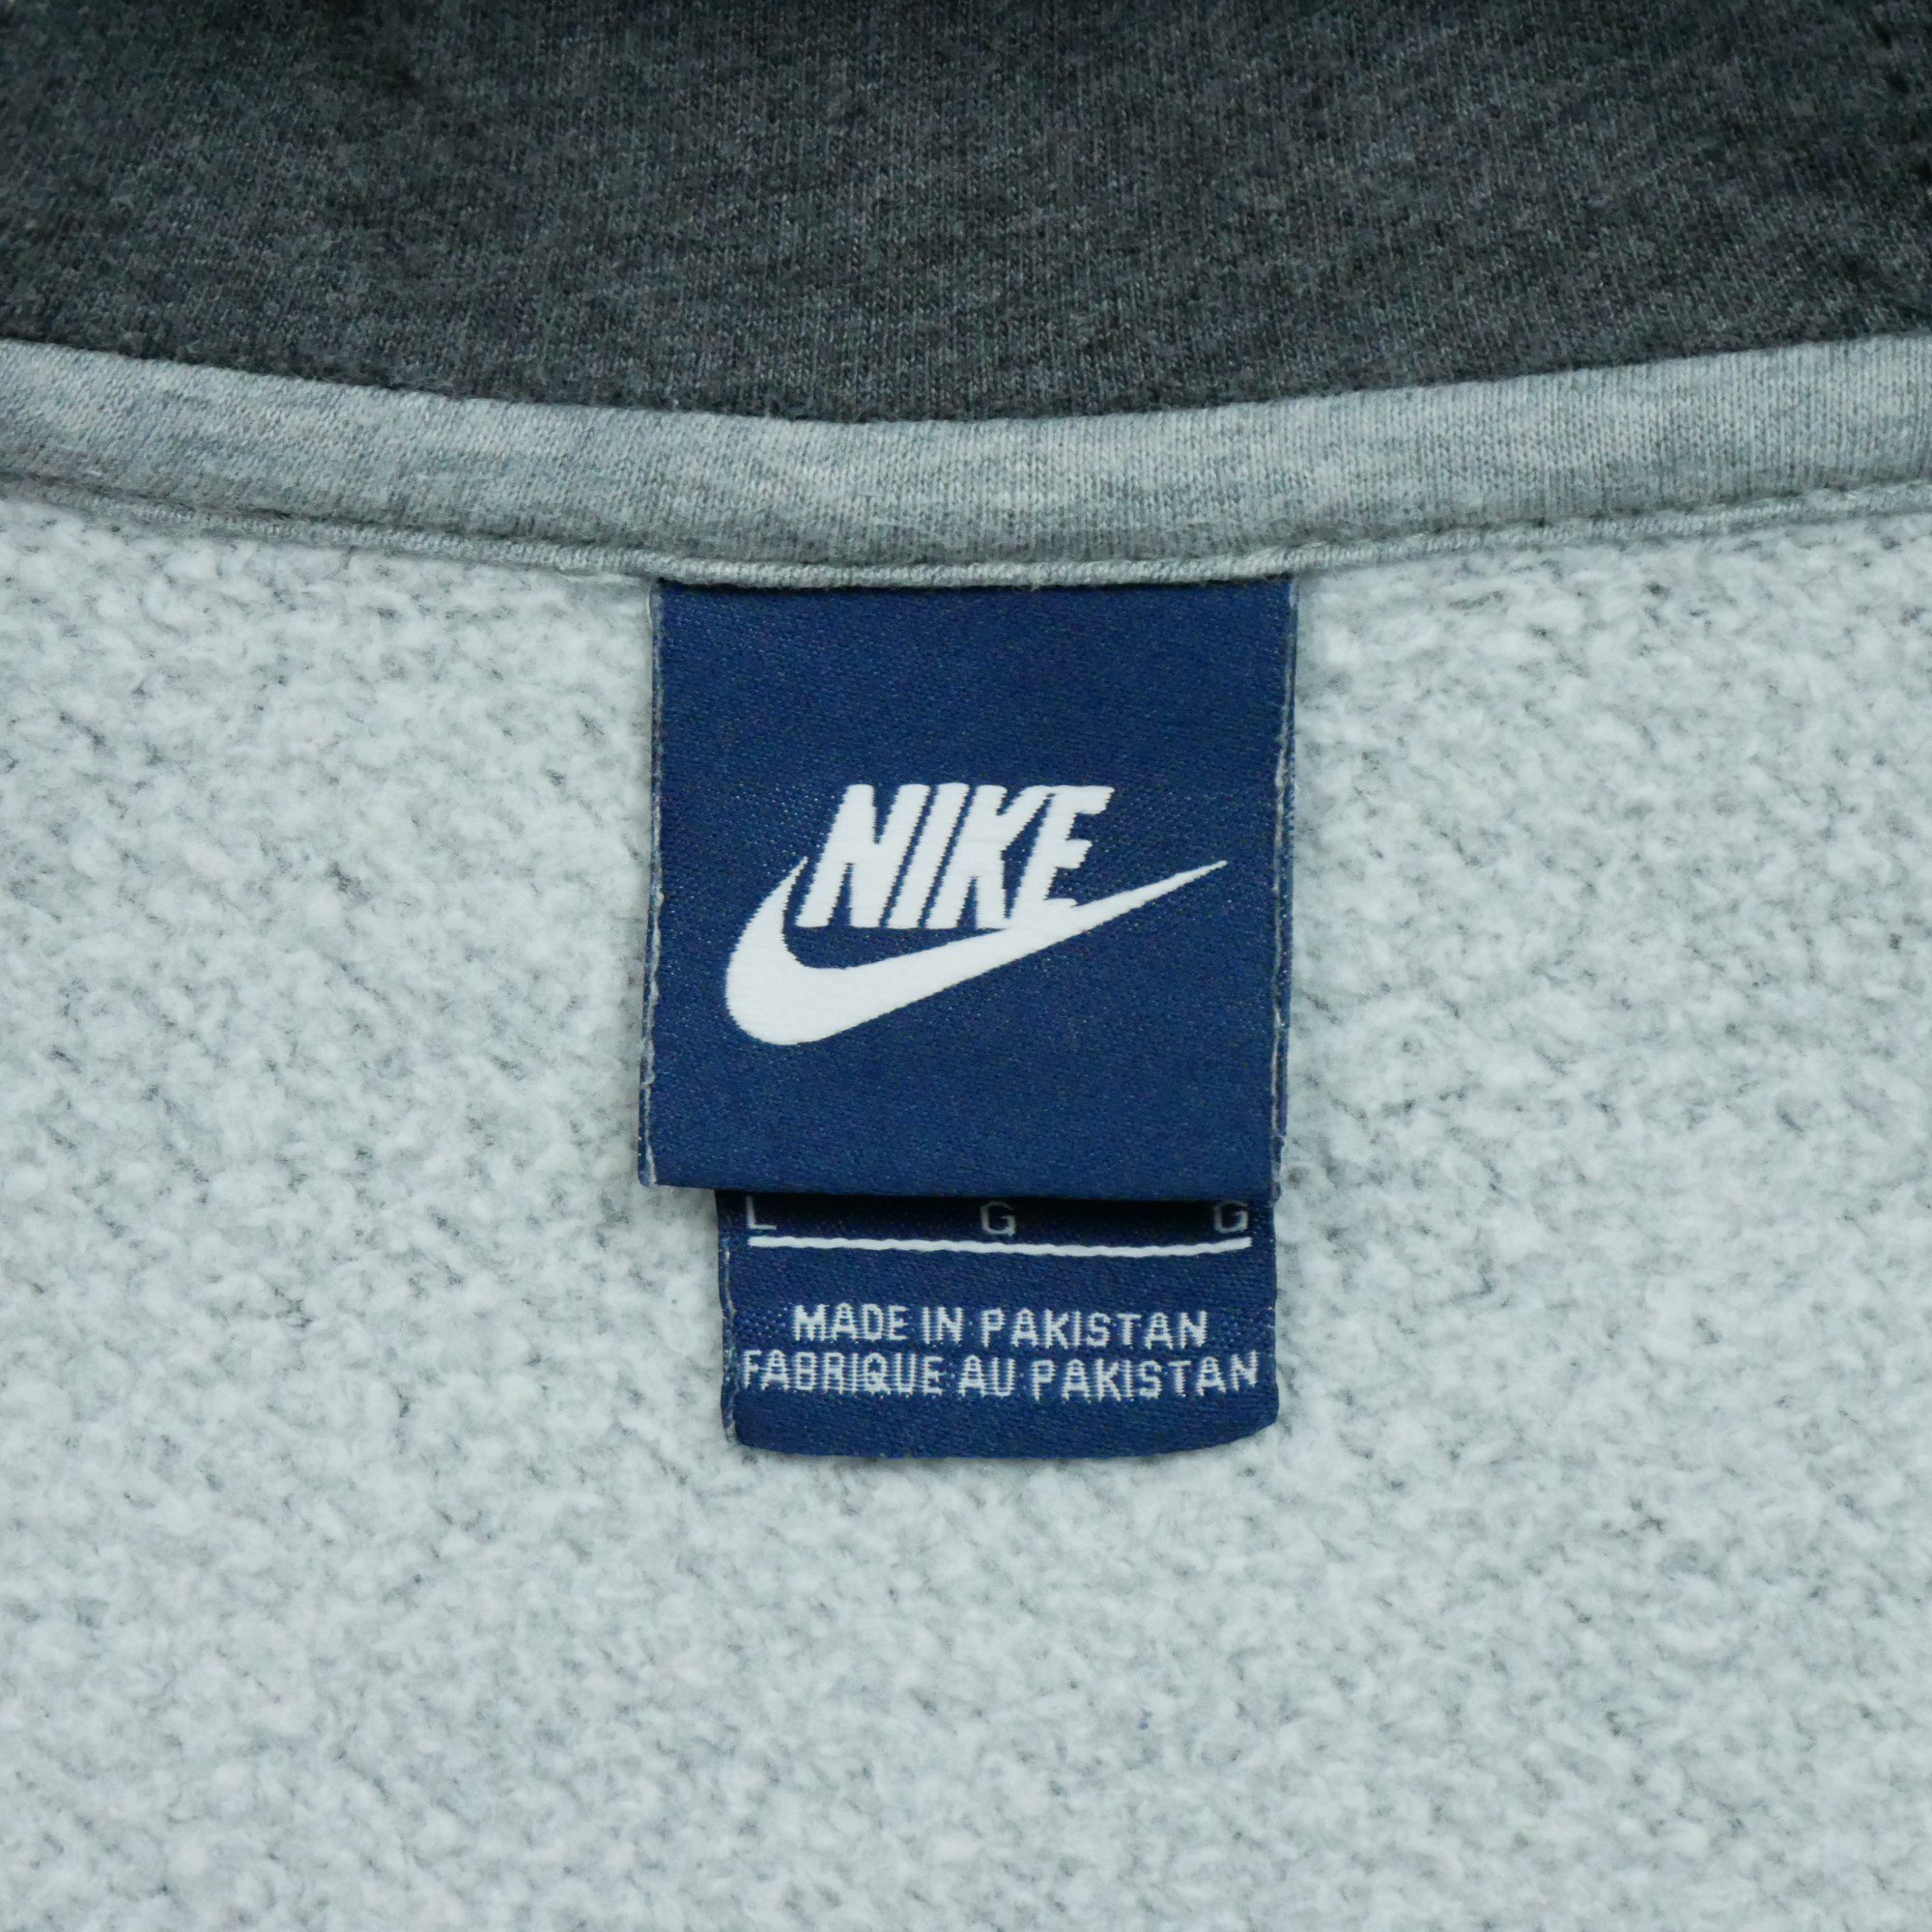 NIKE
L G G
MADE IN PAKISTAN
FABRIQUE AU PAKISTAN